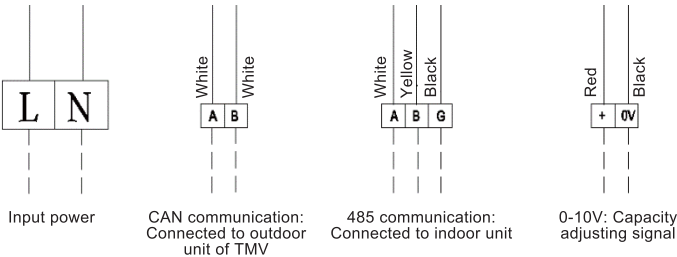 White
White
White
Yellow
Black
Red
Black
L N
A B
A B G
+ 0V
Input power
CAN communication:
Connected to outdoor
unit of TMV
485 communication:
Connected to indoor unit
0-10V: Capacity
adjusting signal